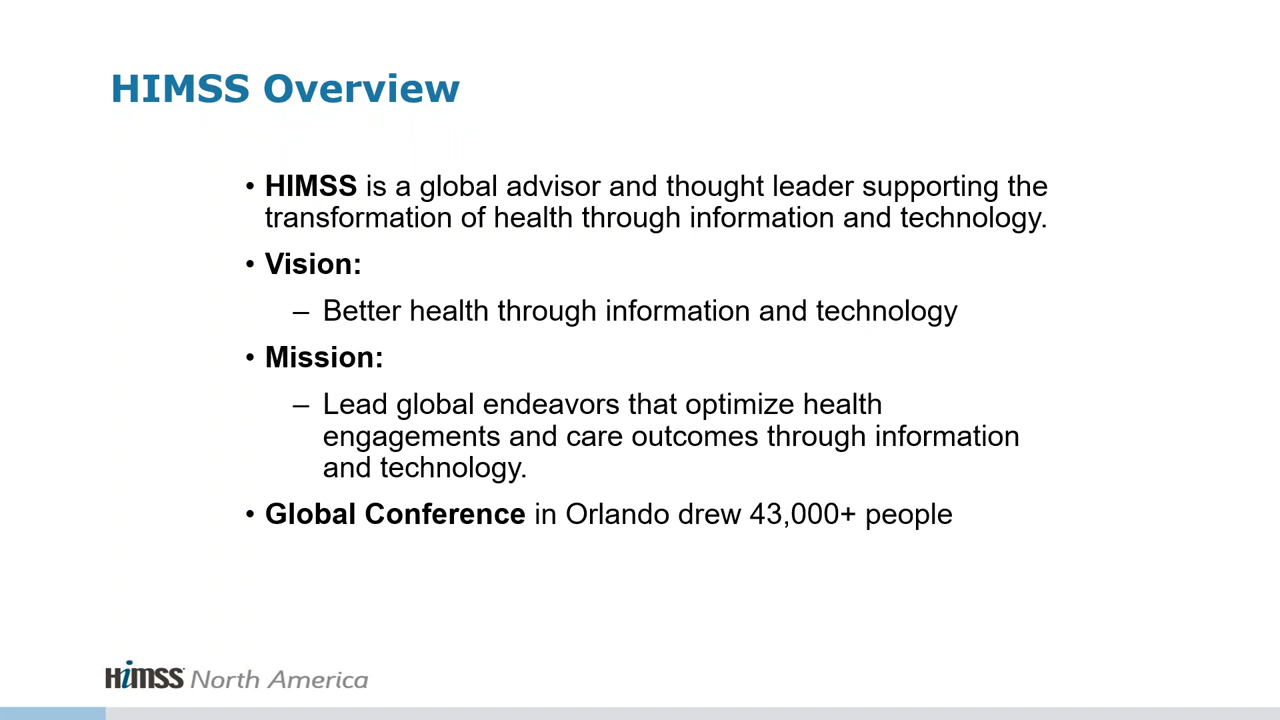 HIMSS Overview
• HIMSS is a global advisor and thought leader supporting the
transformation of health through information and technology.
• Vision:
– Better health through information and technology
• Mission:
– Lead global endeavors that optimize health
engagements and care outcomes through information
and technology.
• Global Conference in Orlando drew 43,000+ people
HiMSS North America